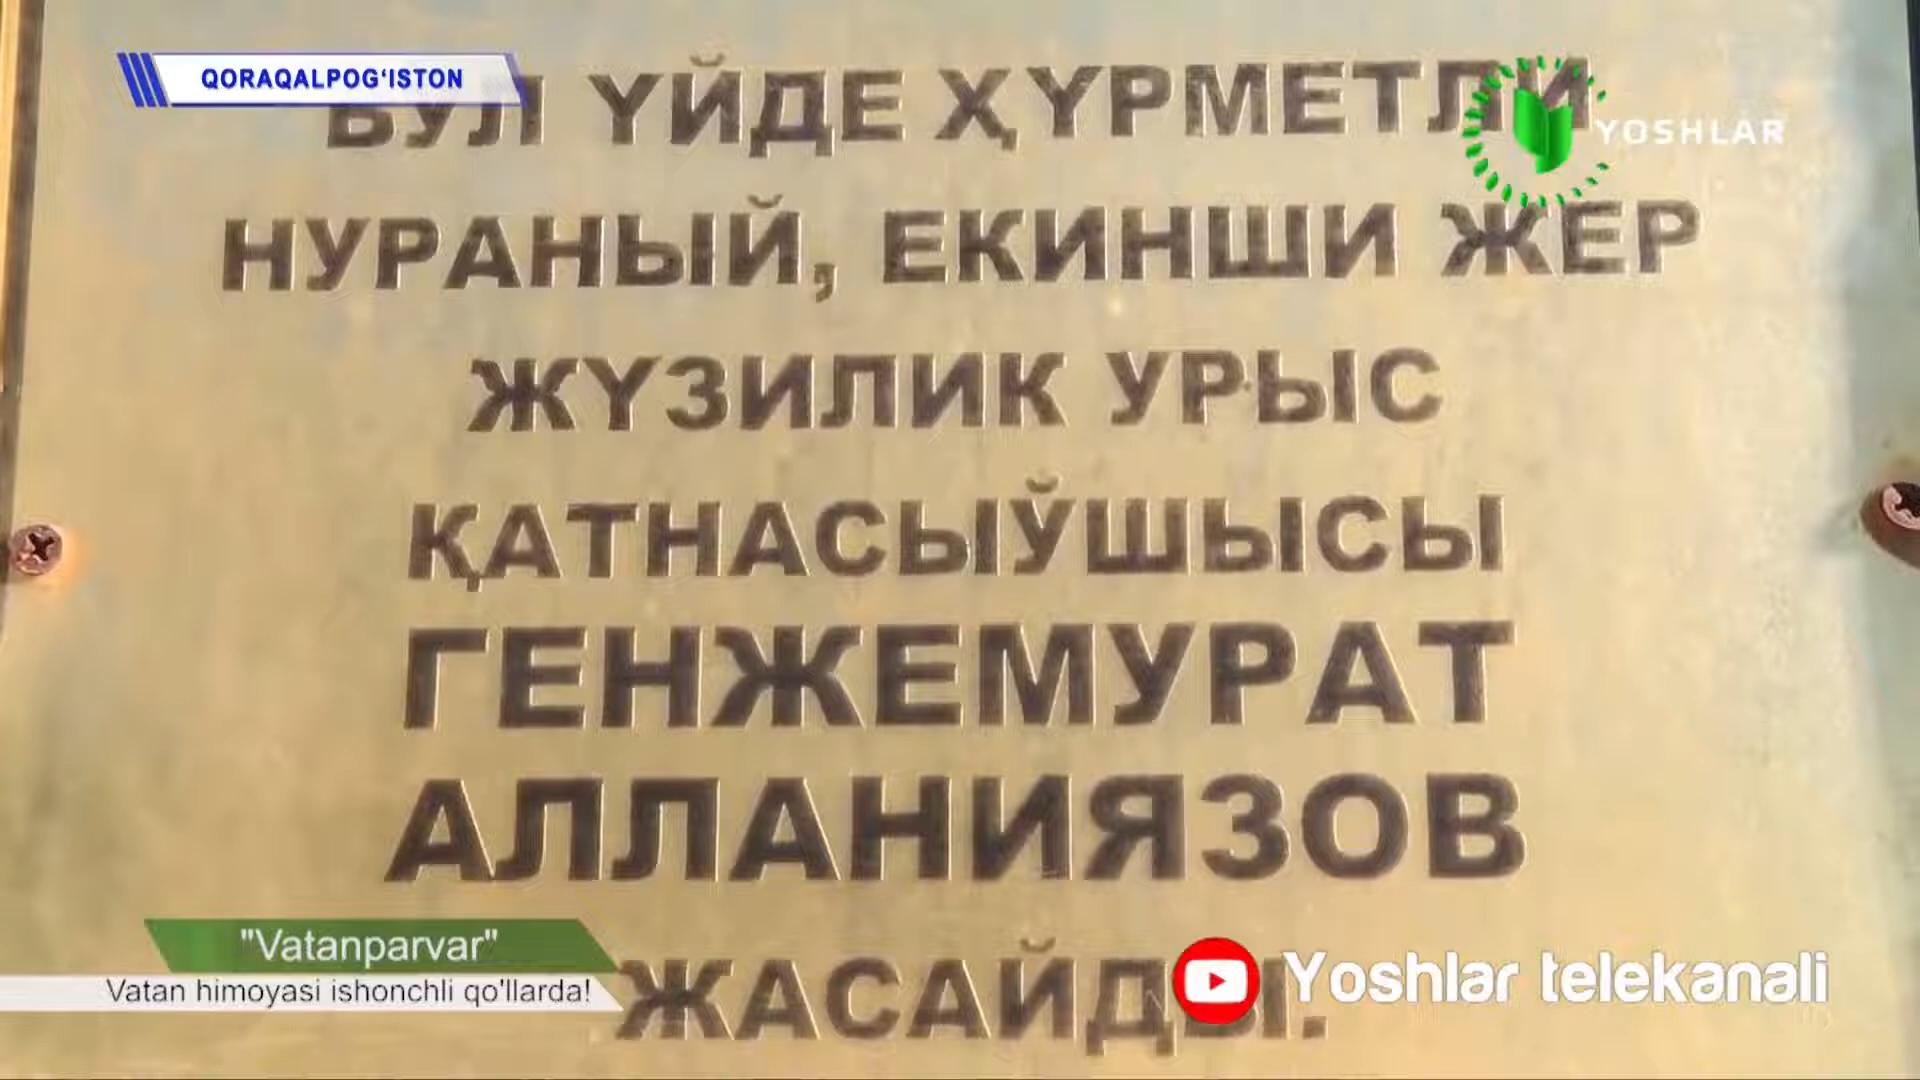 QORAQALPOG‘ISTON
БУЛ ҮЙДЕ ҲҮРМЕТЛИ
YOSHLAR
НУРАНЫЙ, ЕКИНШИ ЖЕР
ЖҮЗИЛИК УРЫС
ҚАТНАСЫЎШЫСЫ
ГЕНЖЕМУРАТ
АЛЛАНИЯЗОВ
ЖАСАЙДЫ.
"Vatanparvar"
Vatan himoyasi ishonchli qo'llarda!
Yoshlar telekanali